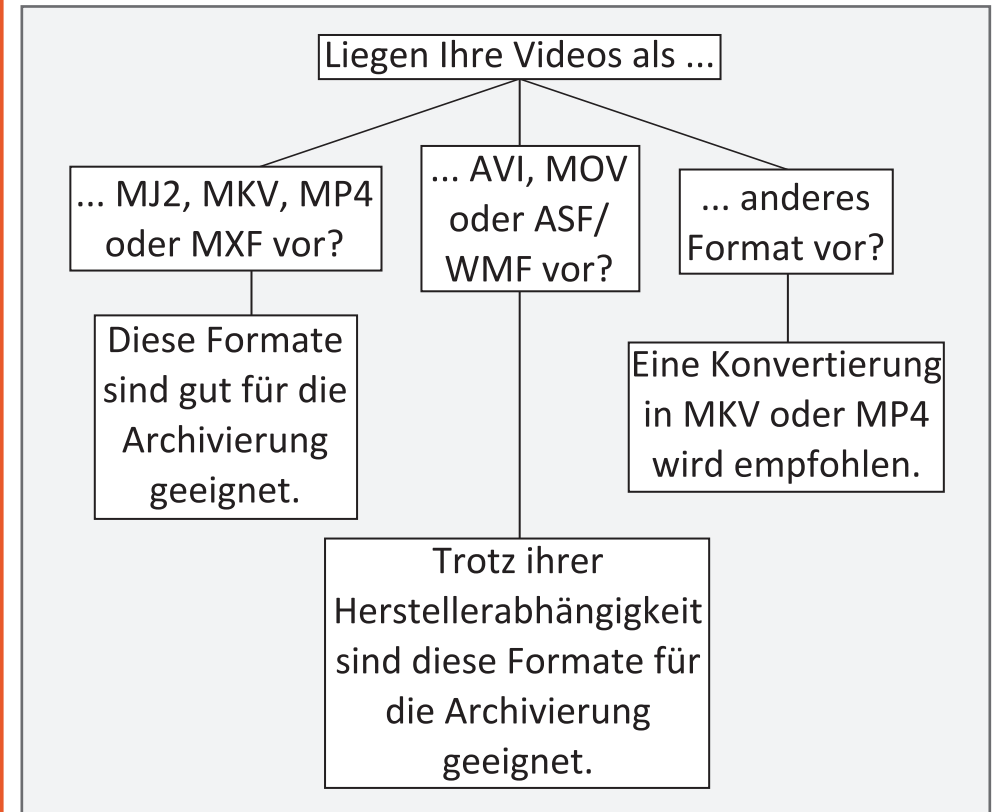 Liegen Ihre Videos als ...
... MJ2, MKV, MP4
oder MXF vor?
Diese Formate
sind gut für die
Archivierung
geeignet.
... AVI, MOV
oder ASF/
WMF vor?
Trotz ihrer
Herstellerabhängigkeit
sind diese Formate für
die Archivierung
geeignet.
... anderes
Format vor?
Eine Konvertierung
in MKV oder MP4
wird empfohlen.